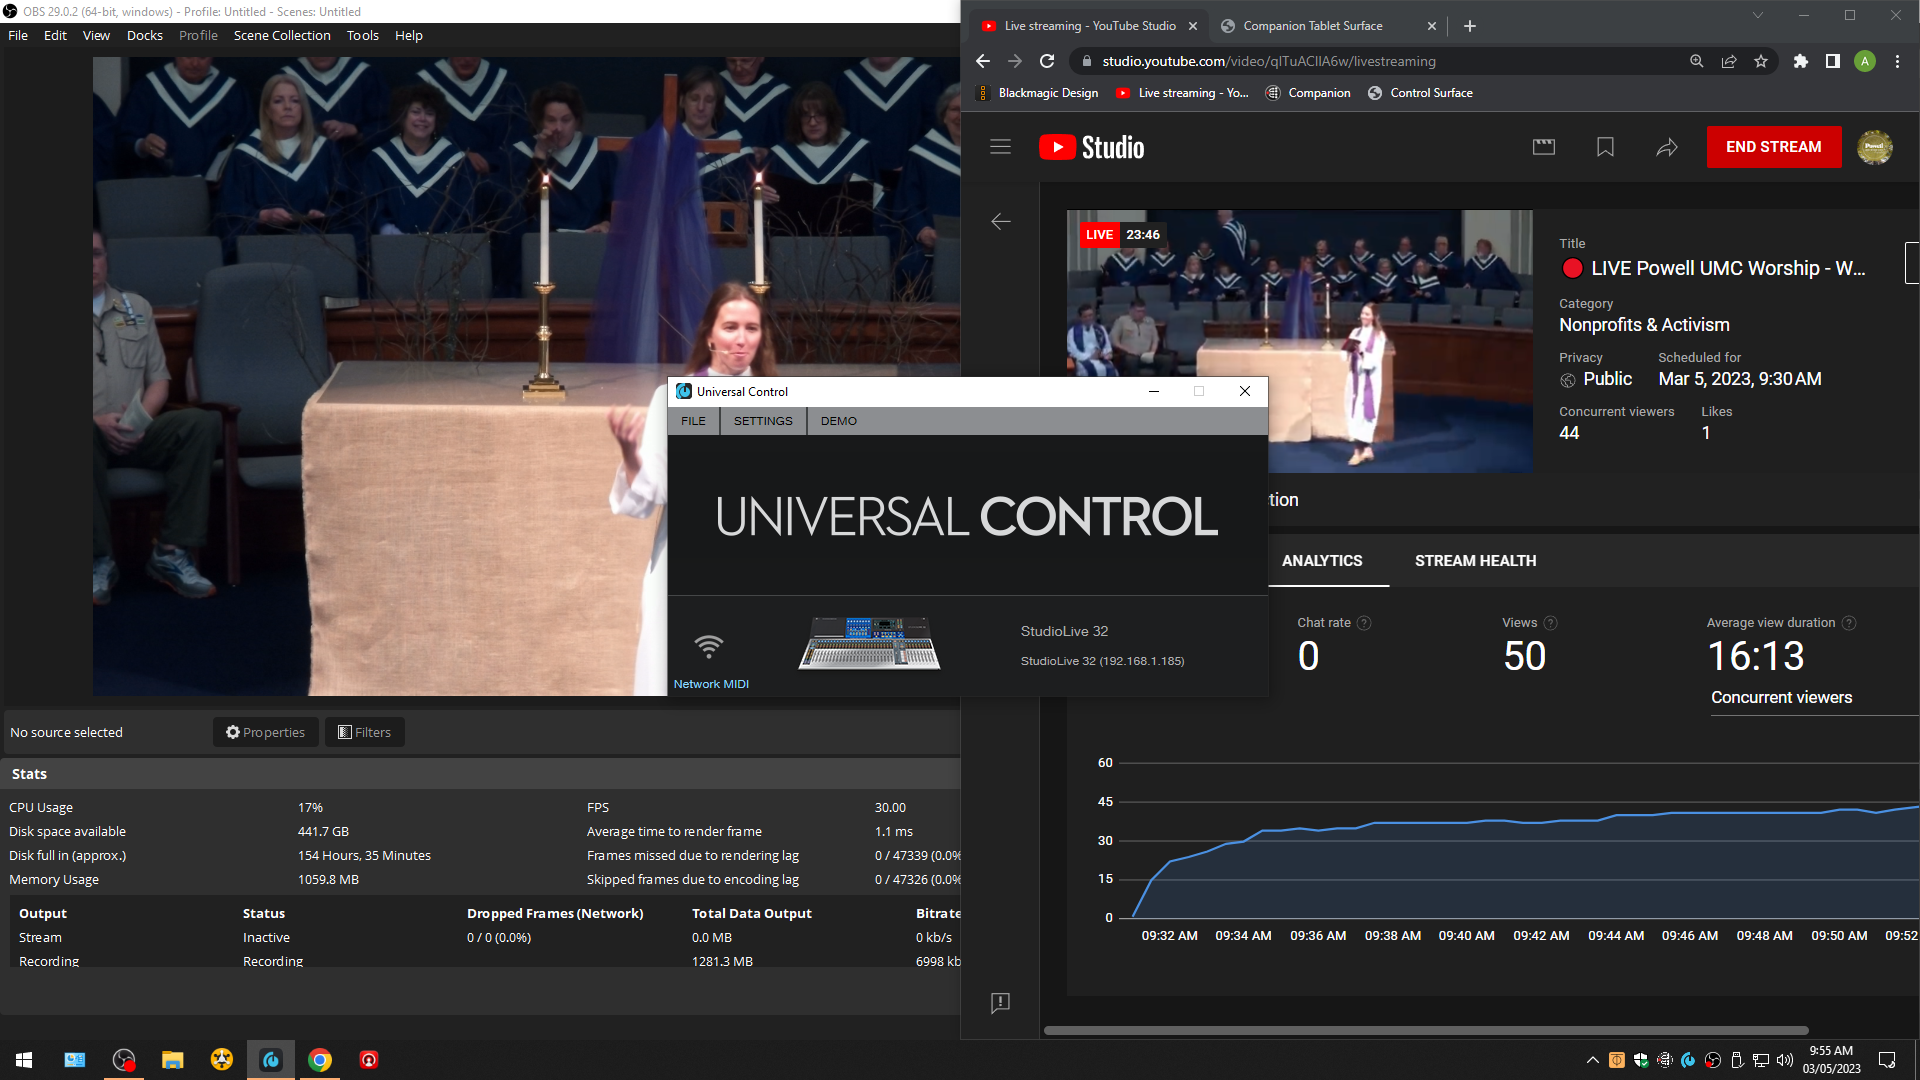 OBS 29.0.2 (64-bit, windows) - Profile: Untitled - Scenes: Untitled
File Edit View Docks Profile Scene Collection Tools Help
No source selected
Properties
Filters
Stats
CPU Usage 17% FPS 30.00
Disk space available 441.7 GB Average time to render frame 1.1 ms
Disk full in (approx.) 154 Hours, 35 Minutes Frames missed due to rendering lag 0 / 47339 (0.0%
Memory Usage 1059.8 MB Skipped frames due to encoding lag 0 / 47326 (0.0%
Output Status Dropped Frames (Network) Total Data Output Bitrate
Stream Inactive 0 / 0 (0.0%) 0.0 MB 0 kb/s
Recording Recording 1281.3 MB 6998 kb
Universal Control
FILE SETTINGS DEMO
UNIVERSAL CONTROL
Network MIDI
StudioLive 32
StudioLive 32 (192.168.1.185)
Live streaming - YouTube Studio
Companion Tablet Surface
studio.youtube.com/video/qITuACIIA6w/livestreaming
A
Blackmagic Design
Live streaming - Yo...
Companion
Control Surface
Studio
END STREAM
Powell
LIVE 23:46
Title
LIVE Powell UMC Worship - W...
Category
Nonprofits & Activism
Privacy Scheduled for
Public Mar 5, 2023, 9:30 AM
Concurrent viewers Likes
44 1
ction
ANALYTICS STREAM HEALTH
Chat rate Views Average view duration
0 50 16:13
Concurrent viewers
60
45
30
15
0
09:32 AM 09:34 AM 09:36 AM 09:38 AM 09:40 AM 09:42 AM 09:44 AM 09:46 AM 09:48 AM 09:50 AM 09:52
9:55 AM
03/05/2023